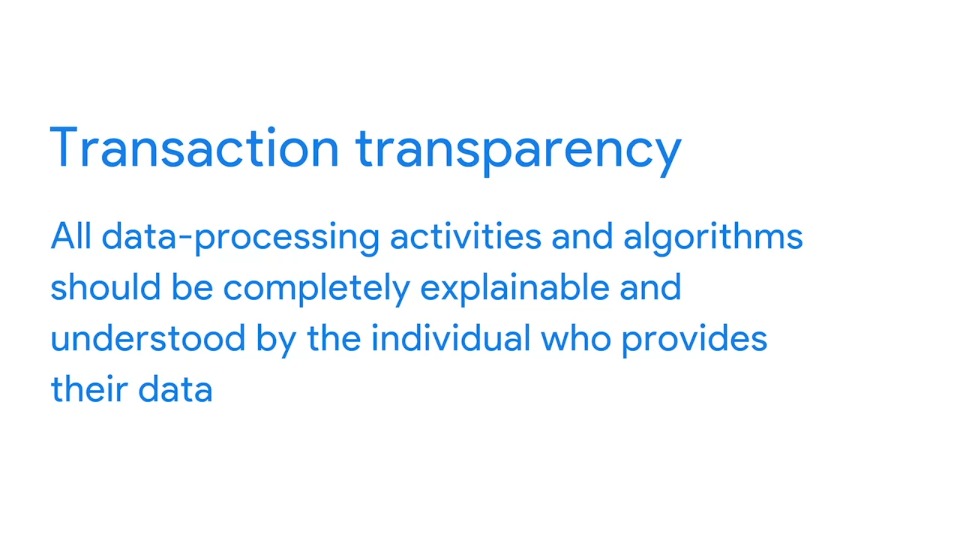 Transaction transparency
All data-processing activities and algorithms
should be completely explainable and
understood by the individual who provides
their data